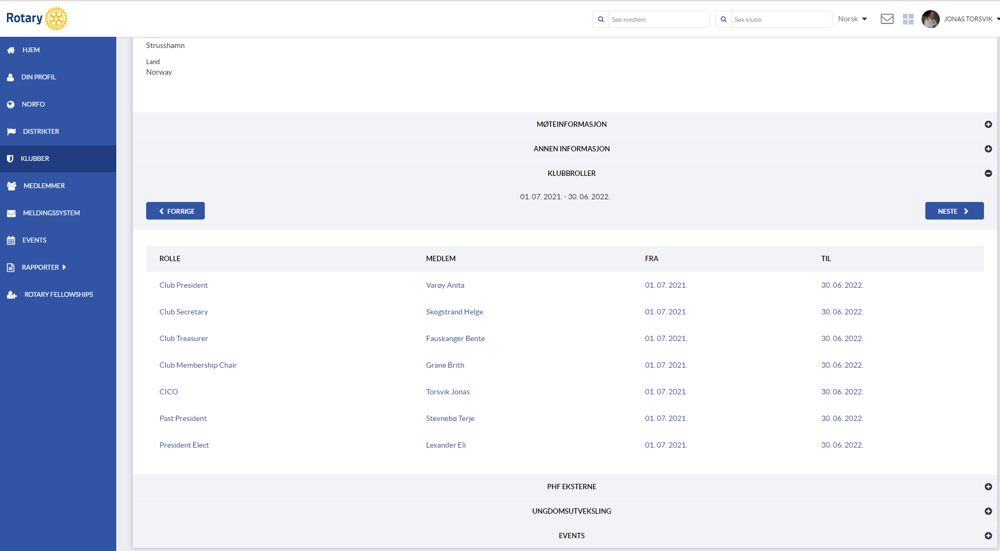 Rotary
Søk medlem
Søk klubb
Norsk
JONAS TORSVIK
HJEM
DIN PROFIL
NORFO
DISTRIKTER
KLUBBER
MEDLEMMER
MELDINGSSYSTEM
EVENTS
RAPPORTER
ROTARY FELLOWSHIPS
Strusshamn
Land
Norway
MØTEINFORMASJON
ANNEN INFORMASJON
KLUBBROLLER
01. 07. 2021. - 30. 06. 2022.
FORRIGE
NESTE
ROLLE MEDLEM FRA TIL
Club President Varøy Anita 01. 07. 2021. 30. 06. 2022.
Club Secretary Skogstrand Helge 01. 07. 2021. 30. 06. 2022.
Club Treasurer Fauskanger Bente 01. 07. 2021. 30. 06. 2022.
Club Membership Chair Grane Brith 01. 07. 2021. 30. 06. 2022.
CICO Torsvik Jonas 01. 07. 2021. 30. 06. 2022.
Past President Stevnebø Terje 01. 07. 2021. 30. 06. 2022.
President Elect Lexander Eli 01. 07. 2021. 30. 06. 2022.
PHF EKSTERNE
UNGDOMSUTVEKSLING
EVENTS